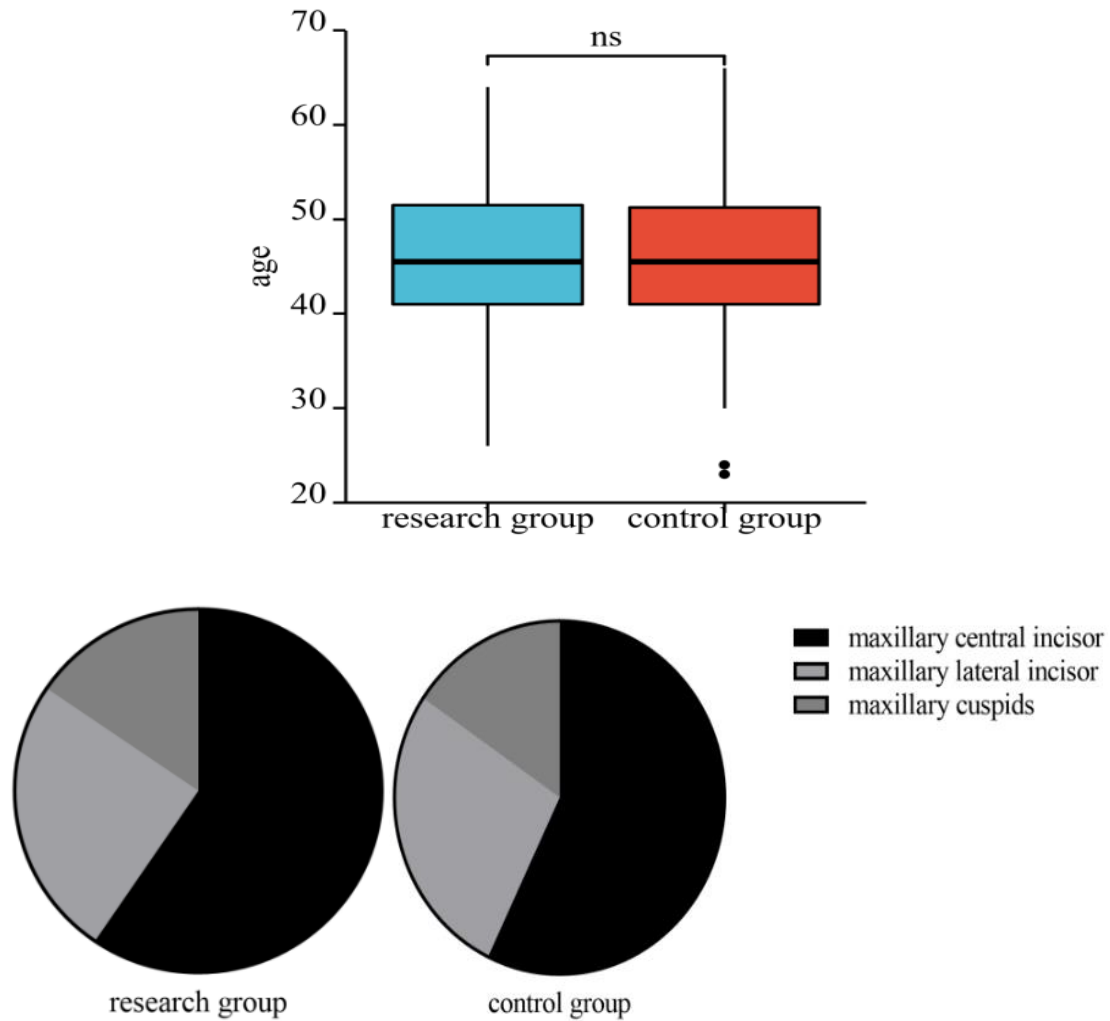 70
ns
60
50
age
40
30
20
research group control group
maxillary central incisor
maxillary lateral incisor
maxillary cuspids
research group control group